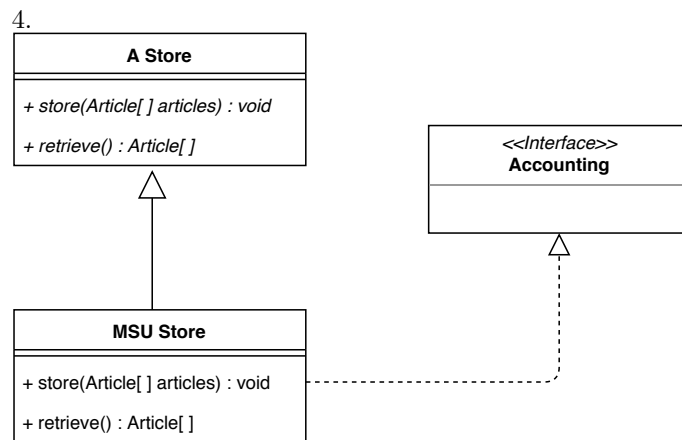 4.
A Store
+ store(Article[ ] articles) : void
+ retrieve() : Article[ ]
<<Interface>>
Accounting
MSU Store
+ store(Article[ ] articles) : void
+ retrieve() : Article[ ]